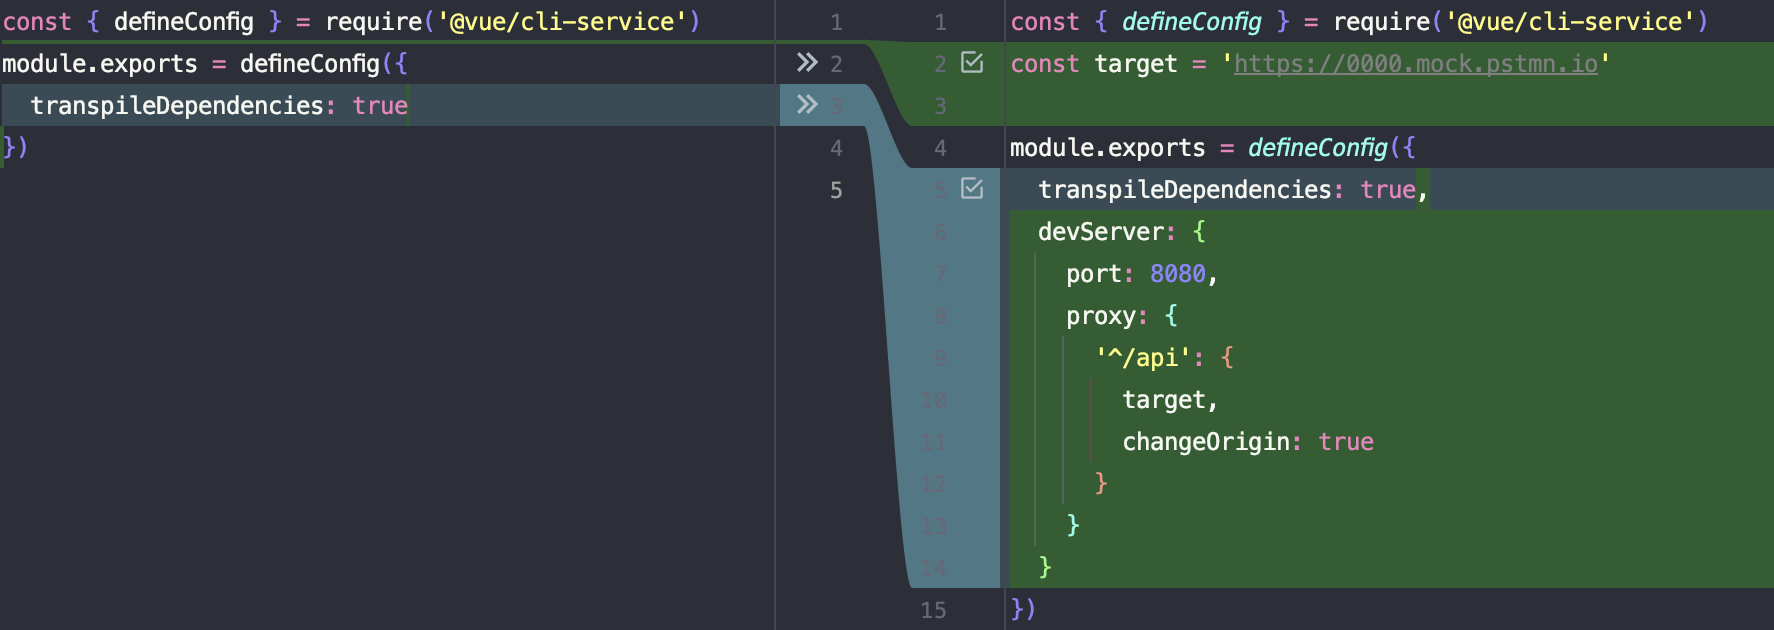 const { defineConfig } = require('@vue/cli-service')
module.exports = defineConfig({
  transpileDependencies: true
})
1
2
3
4
5
1
2
3
4
5
6
7
8
9
10
11
12
13
14
15
const { defineConfig } = require('@vue/cli-service')
const target = 'https://0000.mock.pstmn.io'

module.exports = defineConfig({
  transpileDependencies: true,
  devServer: {
    port: 8080,
    proxy: {
      '^/api': {
        target,
        changeOrigin: true
      }
    }
  }
})